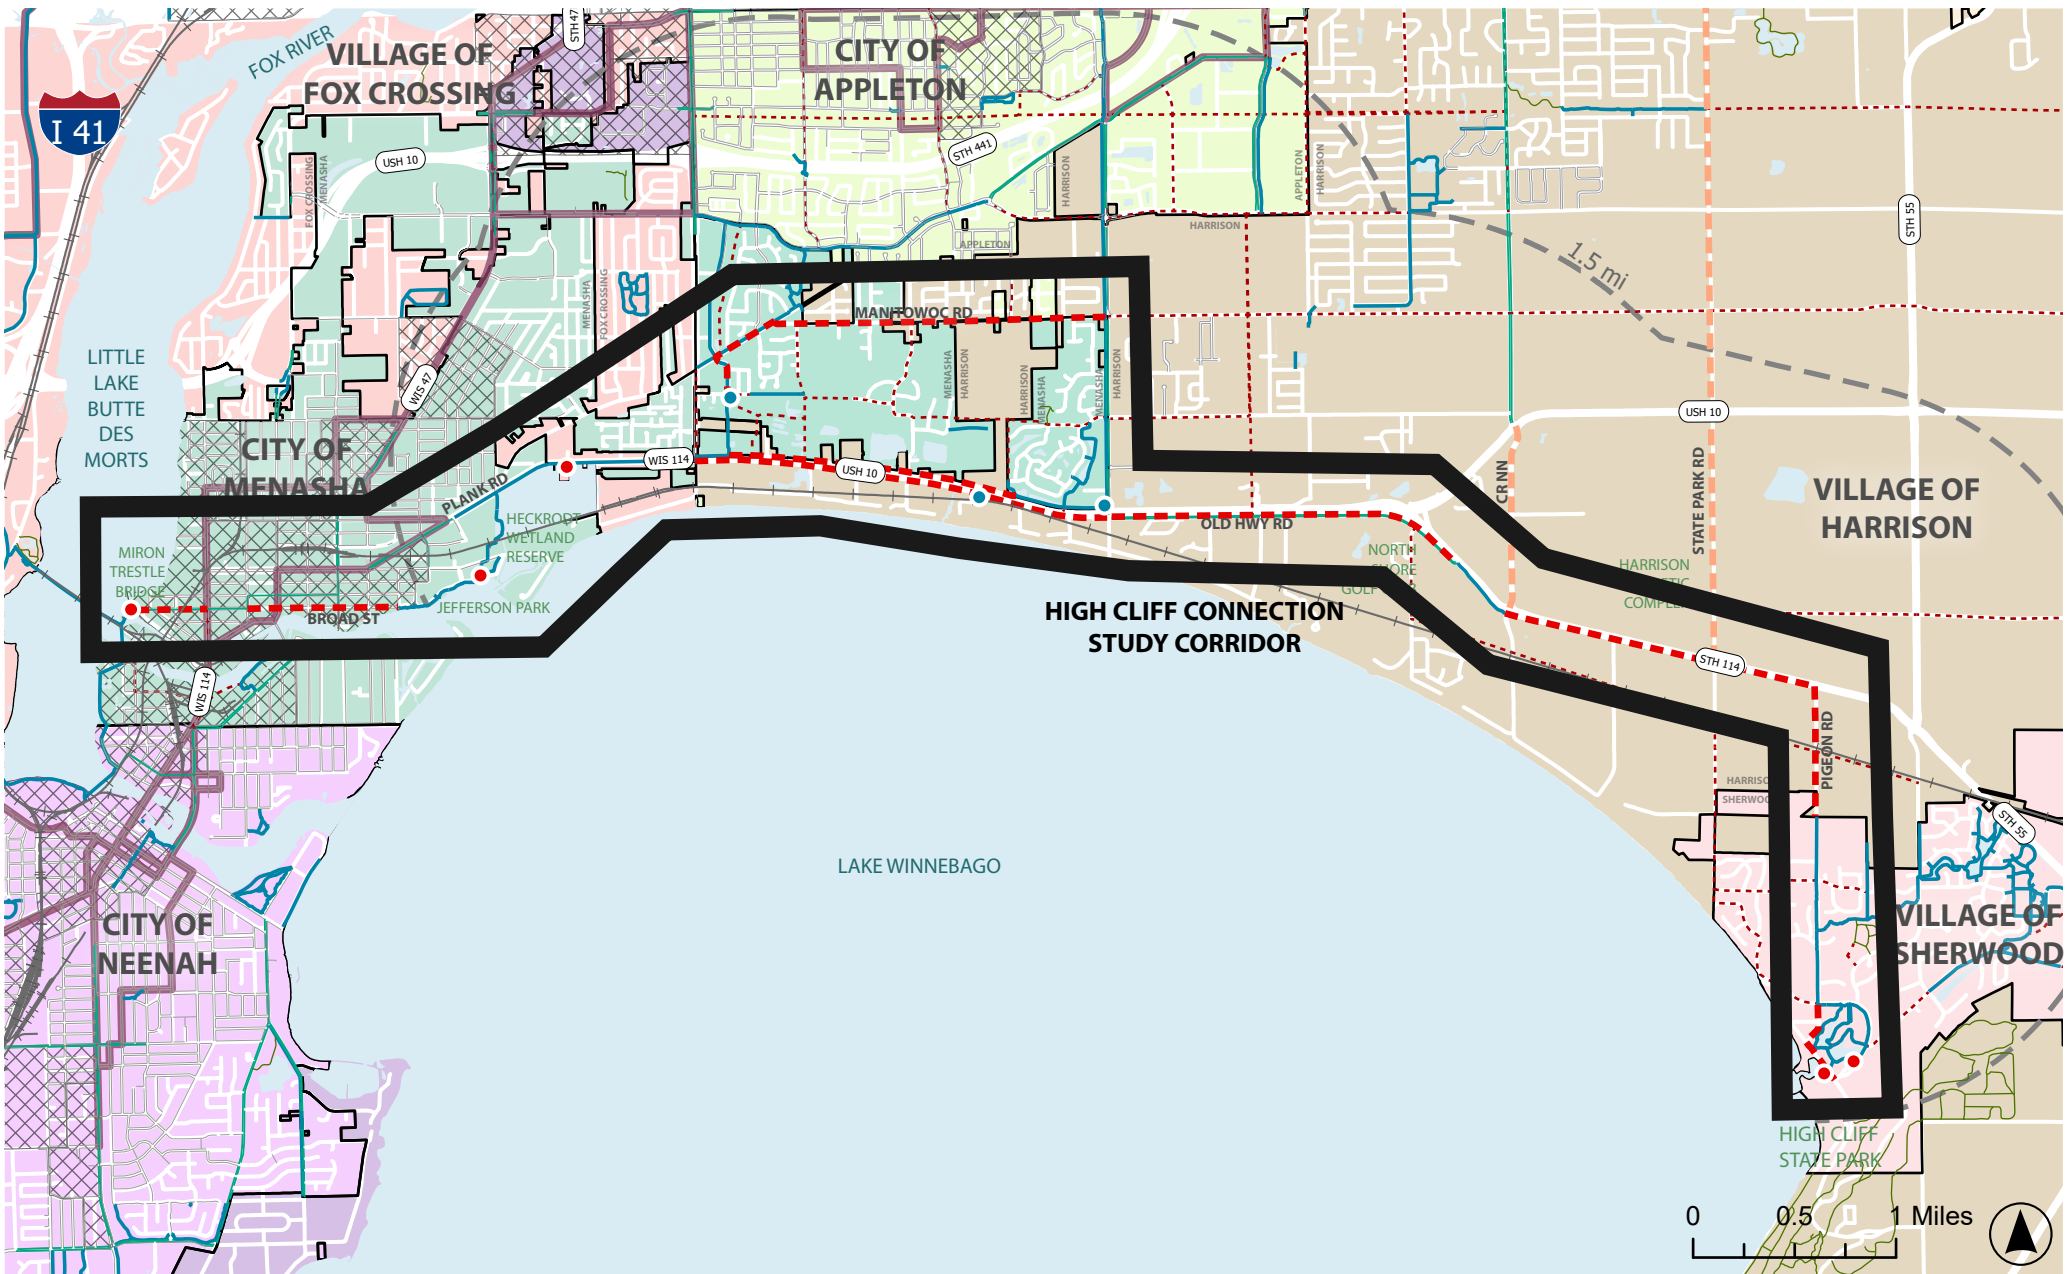 FOX RIVER
VILLAGE OF
FOX CROSSING
STH 47
CITY OF
APPLETON
I 41
USH 10
FOX CROSSING
MENASHA
STH 441
HARRISON
APPLETON
HARRISON
HARRISON
APPLETON
STH 55
1.5 mi
MENASHA
FOX CROSSING
MANITOWOC RD
LITTLE
LAKE
BUTTE
DES
MORTS
WIS 47
MENASHA
HARRISON
HARRISON
MENASHA
MENASHA
HARRISON
USH 10
CITY OF
MENASHA
WIS 114
USH 10
PLANK RD
CR NN
STATE PARK RD
VILLAGE OF
HARRISON
HECKRODT
WETLAND
RESERVE
OLD HWY RD
MIRON
TRESTLE
BRIDGE
NORTH
SHORE
GOLF
HARRISON
COMPLE
JEFFERSON PARK
BROAD ST
HIGH CLIFF CONNECTION
STUDY CORRIDOR
STH 114
WIS 114
PIGEON RD
HARRISO
SHERWOO
STH 55
LAKE WINNEBAGO
CITY OF
NEENAH
VILLAGE OF
SHERWOOD
HIGH CLIFF
STATE PARK
0 0.5 1 Miles